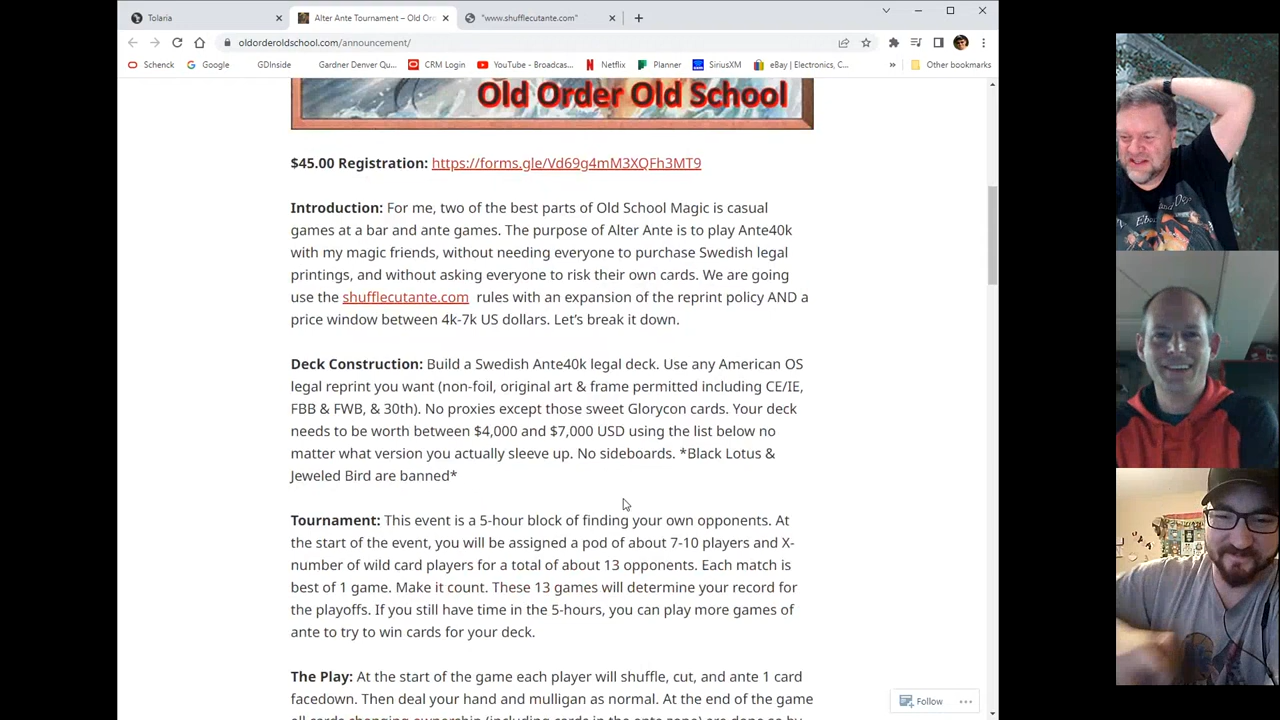 Tolaria
Alter Ante Tournament – Old Or
"www.shufflecutante.com"
oldorderoldschool.com/announcement/
Schenck
Google
GDInside
Gardner Denver Qu...
CRM Login
YouTube - Broadcas...
Netflix
Planner
SiriusXM
eBay | Electronics, C...
»
Other bookmarks
Old Order Old School
$45.00 Registration: https://forms.gle/Vd69g4mM3XQFh3MT9
Introduction: For me, two of the best parts of Old School Magic is casual
games at a bar and ante games. The purpose of Alter Ante is to play Ante40k
with my magic friends, without needing everyone to purchase Swedish legal
printings, and without asking everyone to risk their own cards. We are going
use the shufflecutante.com rules with an expansion of the reprint policy AND a
price window between 4k-7k US dollars. Let's break it down.
Deck Construction: Build a Swedish Ante40k legal deck. Use any American OS
legal reprint you want (non-foil, original art & frame permitted including CE/IE,
FBB & FWB, & 30th). No proxies except those sweet Glorycon cards. Your deck
needs to be worth between $4,000 and $7,000 USD using the list below no
matter what version you actually sleeve up. No sideboards. *Black Lotus &
Jeweled Bird are banned*
Tournament: This event is a 5-hour block of finding your own opponents. At
the start of the event, you will be assigned a pod of about 7-10 players and X-
number of wild card players for a total of about 13 opponents. Each match is
best of 1 game. Make it count. These 13 games will determine your record for
the playoffs. If you still have time in the 5-hours, you can play more games of
ante to try to win cards for your deck.
The Play: At the start of the game each player will shuffle, cut, and ante 1 card
facedown. Then deal your hand and mulligan as normal. At the end of the game
all cards changing ownership (including cards in the ante zone) are done so by
Follow